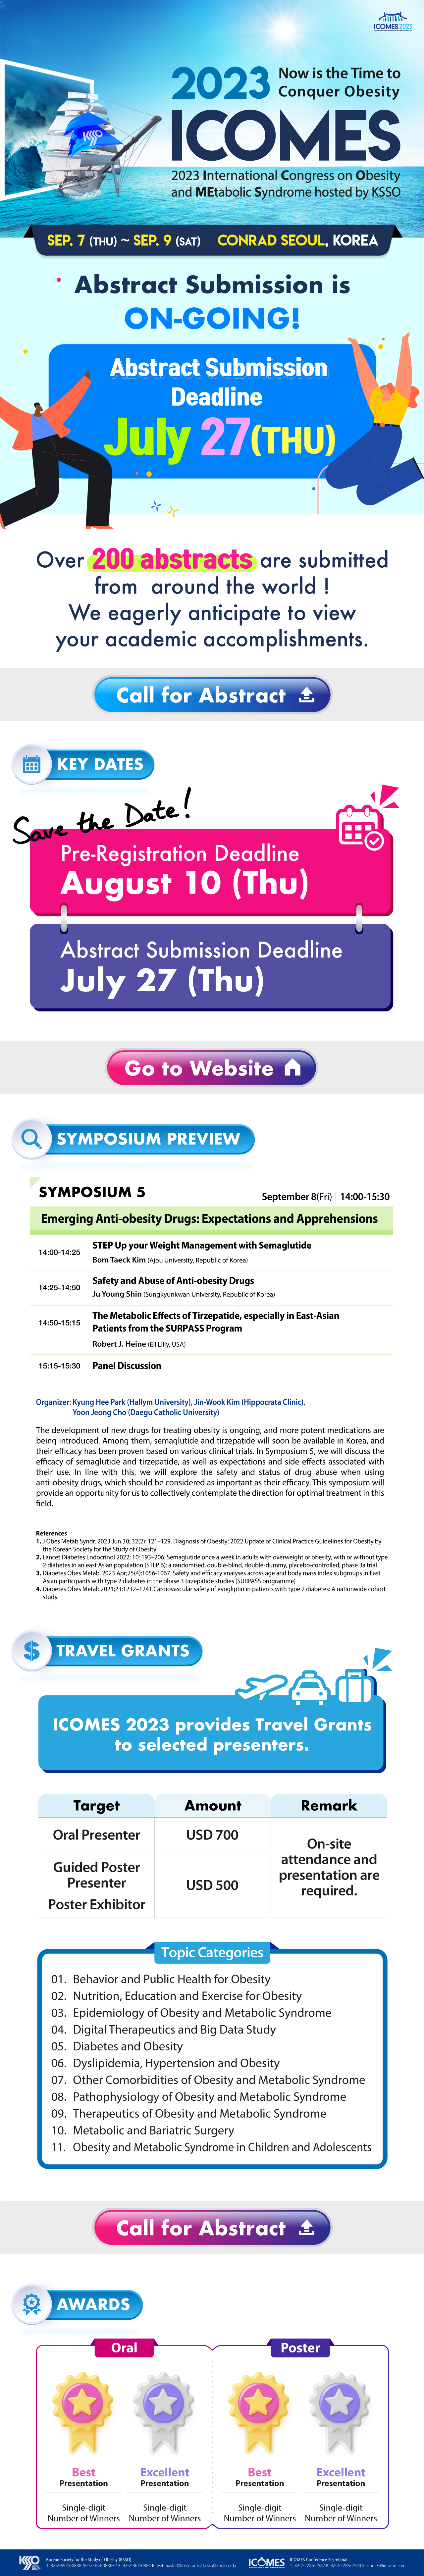 ICOMES 2023
2023 Now is the Time to
Conquer Obesity
KSSO
ICOMES
2023 International Congress on Obesity
and MEtabolic Syndrome hosted by KSSO
SEP. 7 (THU) ~ SEP. 9 (SAT) CONRAD SEOUL, KOREA
Abstract Submission is
ON-GOING!
Abstract Submission
Deadline
July 27(THU)
Over 200 abstracts are submitted
from around the world !
We eagerly anticipate to view
your academic accomplishments.
Call for Abstract
KEY DATES
Save the Date!
Pre-Registration Deadline
August 10 (Thu)
Abstract Submission Deadline
July 27 (Thu)
Go to Website
SYMPOSIUM PREVIEW
SYMPOSIUM 5
September 8(Fri) | 14:00-15:30
Emerging Anti-obesity Drugs: Expectations and Apprehensions
14:00-14:25 STEP Up your Weight Management with Semaglutide
Bom Taeck Kim (Ajou University, Republic of Korea)
14:25-14:50 Safety and Abuse of Anti-obesity Drugs
Ju Young Shin (Sungkyunkwan University, Republic of Korea)
14:50-15:15 The Metabolic Effects of Tirzepatide, especially in East-Asian
Patients from the SURPASS Program
Robert J. Heine (Eli Lilly, USA)
15:15-15:30 Panel Discussion
Organizer: Kyung Hee Park (Hallym University), Jin-Wook Kim (Hippocrata Clinic),
Yoon Jeong Cho (Daegu Catholic University)
The development of new drugs for treating obesity is ongoing, and more potent medications are
being introduced. Among them, semaglutide and tirzepatide will soon be available in Korea, and
their efficacy has been proven based on various clinical trials. In Symposium 5, we will discuss the
efficacy of semaglutide and tirzepatide, as well as expectations and side effects associated with
their use. In line with this, we will explore the safety and status of drug abuse when using
anti-obesity drugs, which should be considered as important as their efficacy. This symposium will
provide an opportunity for us to collectively contemplate the direction for optimal treatment in this
field.
References
1. J Obes Metab Syndr. 2023 Jun 30; 32(2): 121–129. Diagnosis of Obesity: 2022 Update of Clinical Practice Guidelines for Obesity by
the Korean Society for the Study of Obesity
2. Lancet Diabetes Endocrinol 2022; 10: 193–206. Semaglutide once a week in adults with overweight or obesity, with or without type
2 diabetes in an east Asian population (STEP 6): a randomised, double-blind, double-dummy, placebo-controlled, phase 3a trial
3. Diabetes Obes Metab. 2023 Apr;25(4):1056-1067. Safety and efficacy analyses across age and body mass index subgroups in East
Asian participants with type 2 diabetes in the phase 3 tirzepatide studies (SURPASS programme)
4. Diabetes Obes Metab.2021;23:1232–1241.Cardiovascular safety of evogliptin in patients with type 2 diabetes: A nationwide cohort
study.
TRAVEL GRANTS
ICOMES 2023 provides Travel Grants
to selected presenters.
Target Amount Remark
Oral Presenter USD 700
Guided Poster
Presenter
Poster Exhibitor
USD 500
On-site
attendance and
presentation are
required.
Topic Categories
01. Behavior and Public Health for Obesity
02. Nutrition, Education and Exercise for Obesity
03. Epidemiology of Obesity and Metabolic Syndrome
04. Digital Therapeutics and Big Data Study
05. Diabetes and Obesity
06. Dyslipidemia, Hypertension and Obesity
07. Other Comorbidities of Obesity and Metabolic Syndrome
08. Pathophysiology of Obesity and Metabolic Syndrome
09. Therapeutics of Obesity and Metabolic Syndrome
10. Metabolic and Bariatric Surgery
11. Obesity and Metabolic Syndrome in Children and Adolescents
Call for Abstract
AWARDS
Oral Poster
Best Excellent Best Excellent
Presentation Presentation Presentation Presentation
Single-digit Single-digit Single-digit Single-digit
Number of Winners Number of Winners Number of Winners Number of Winners
KSSO Korean Society for the Study of Obesity (KSSO)
ICOMES ICOMES Conference Secretariat